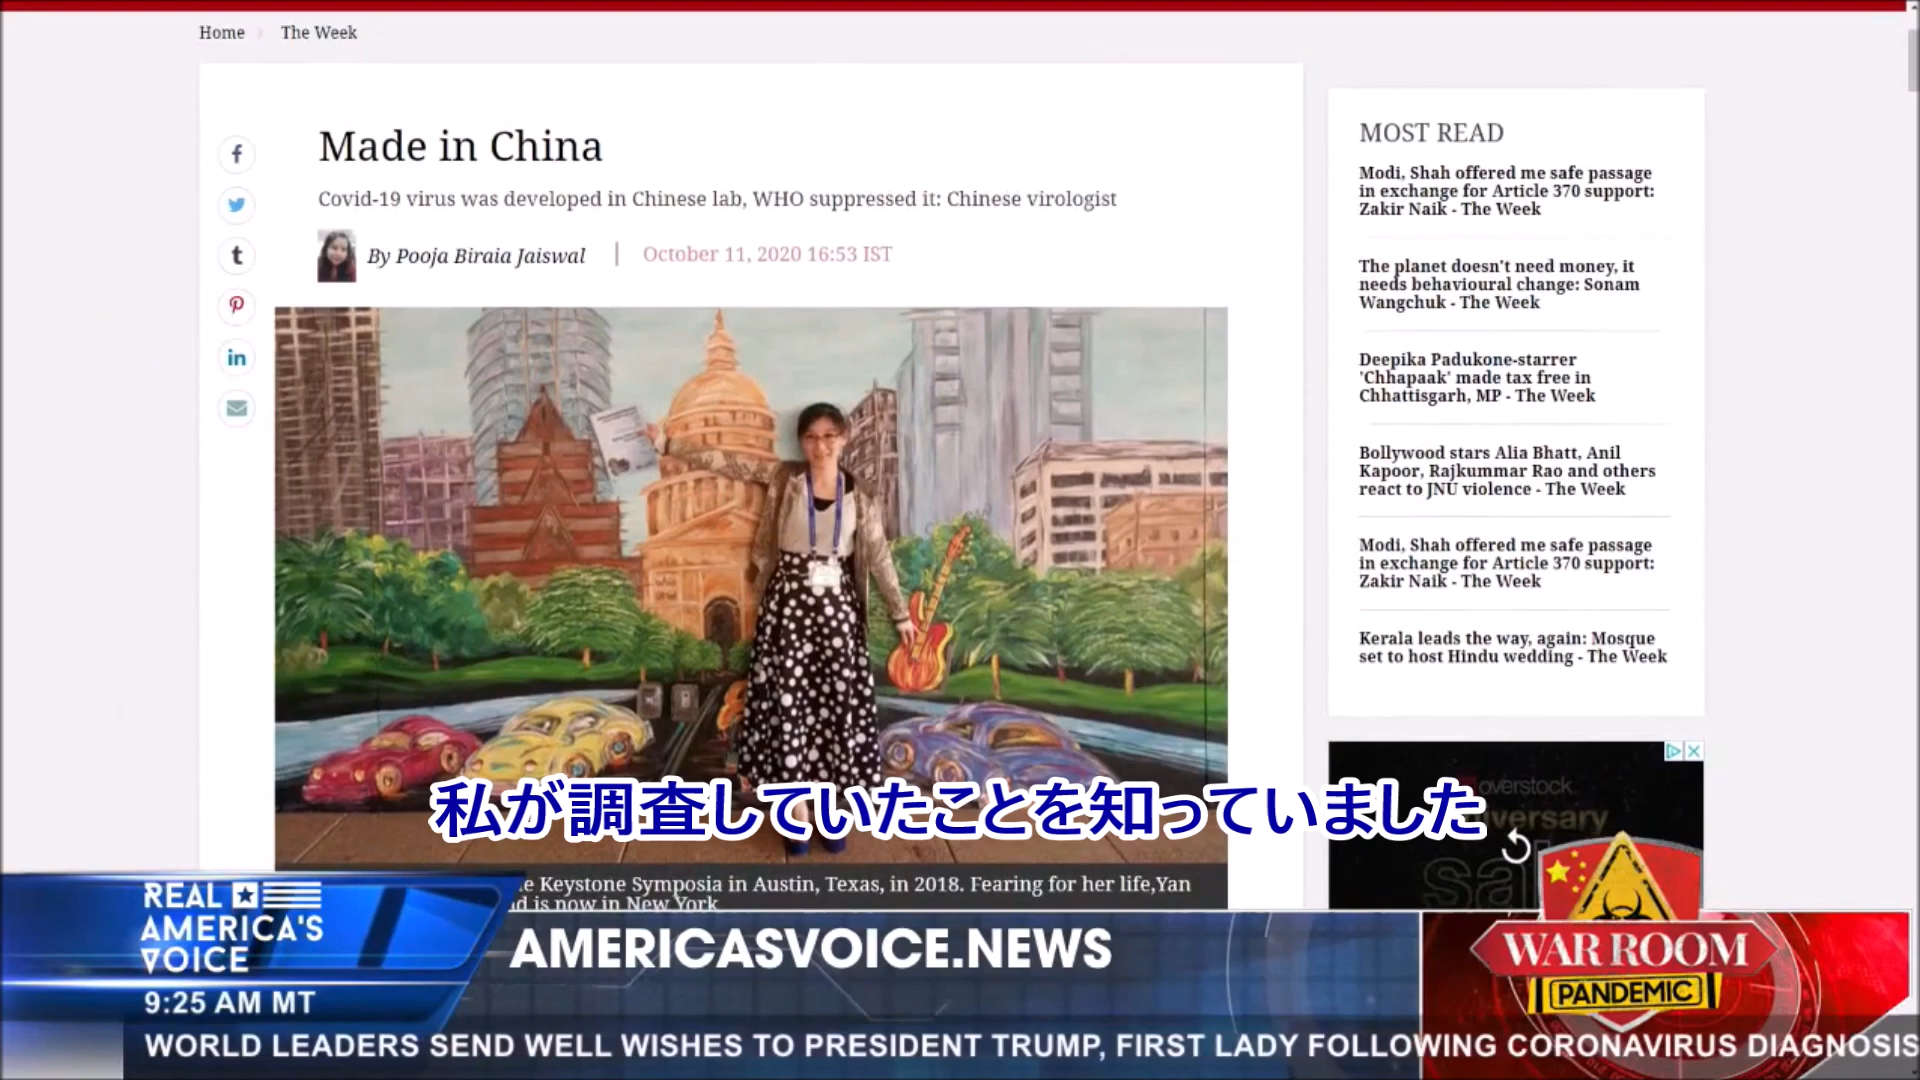 Home
The Week
Made in China
Covid-19 virus was developed in Chinese lab, WHO suppressed it: Chinese virologist
By Pooja Biraia Jaiswal
October 11, 2020 16:53 IST
MOST READ
Modi, Shah offered me safe passage
in exchange for Article 370 support:
Zakir Naik - The Week
The planet doesn't need money, it
needs behavioural change: Sonam
Wangchuk - The Week
Deepika Padukone-starrer
'Chhapaak' made tax free in
Chhattisgarh, MP - The Week
Bollywood stars Alia Bhatt, Anil
Kapoor, Rajkummar Rao and others
react to JNU violence - The Week
Modi, Shah offered me safe passage
in exchange for Article 370 support:
Zakir Naik - The Week
Kerala leads the way, again: Mosque
set to host Hindu wedding - The Week
overstock
私が調査していたことを知っていました
Keystone Symposia in Austin, Texas, in 2018. Fearing for her life,Yan
is now in New York
REAL
AMERICA'S
VOICE
9:25 AM MT
AMERICASVOICE.NEWS
WAR ROOM
PANDEMIC
WORLD LEADERS SEND WELL WISHES TO PRESIDENT TRUMP, FIRST LADY FOLLOWING CORONAVIRUS DIAGNOSIS